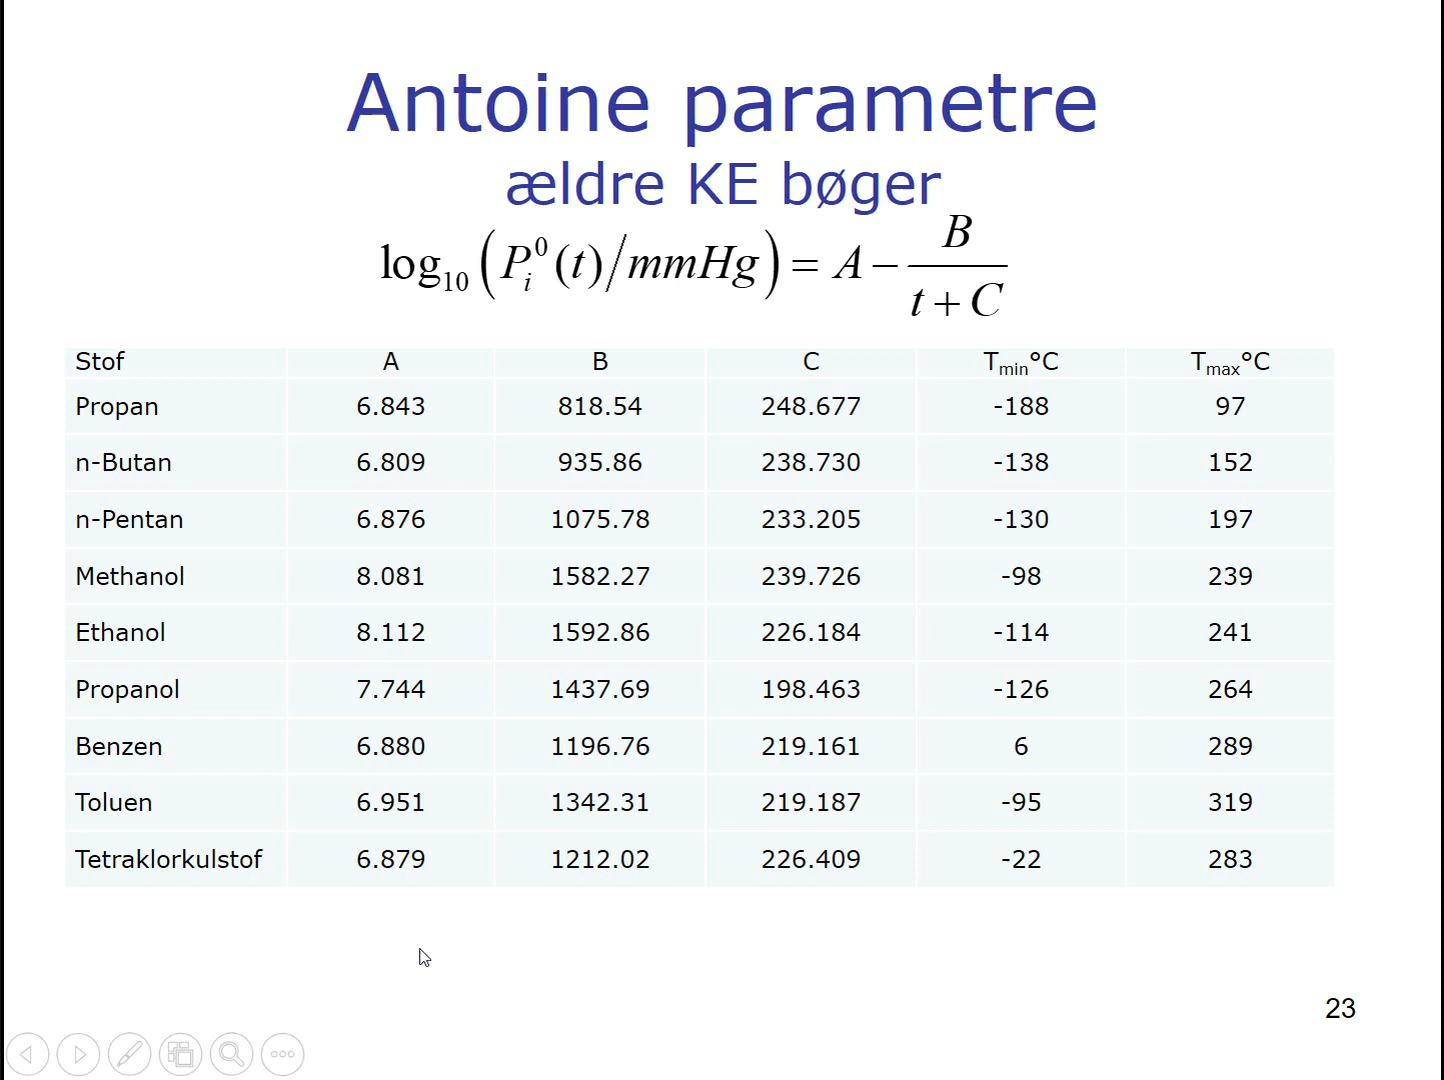 Antoine parametre
ældre KE bøger
log₁₀(Pᵢ⁰(t)/mmHg) = A − B/(t + C)
Stof A B C Tmin°C Tmax°C
Propan 6.843 818.54 248.677 -188 97
n-Butan 6.809 935.86 238.730 -138 152
n-Pentan 6.876 1075.78 233.205 -130 197
Methanol 8.081 1582.27 239.726 -98 239
Ethanol 8.112 1592.86 226.184 -114 241
Propanol 7.744 1437.69 198.463 -126 264
Benzen 6.880 1196.76 219.161 6 289
Toluen 6.951 1342.31 219.187 -95 319
Tetraklorkulstof 6.879 1212.02 226.409 -22 283
23